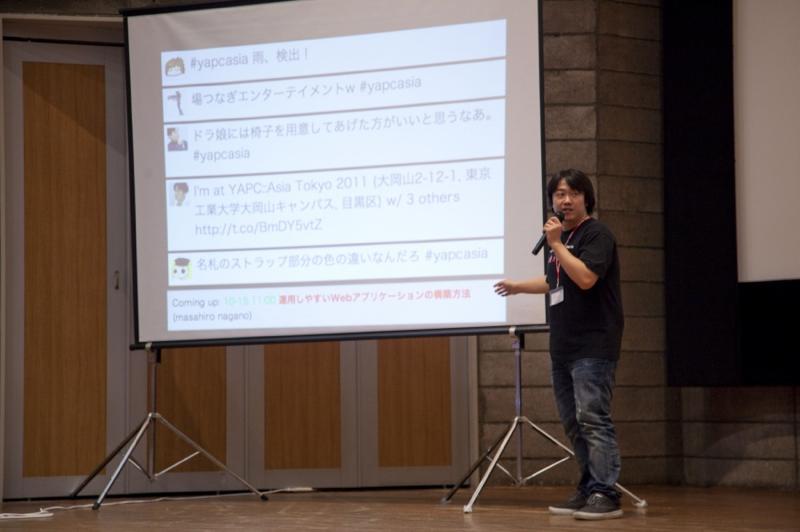 #yapcasia 雨、検出！
場つなぎエンターテイメントw #yapcasia
ドラ娘には椅子を用意してあげた方がいいと思うなあ。
#yapcasia
I'm at YAPC::Asia Tokyo 2011 (大岡山2-12-1, 東京
工業大学大岡山キャンパス, 目黒区) w/ 3 others
http://t.co/BmDY5vtZ
名札のストラップ部分の色の違いなんだろ #yapcasia
Coming up: 10-15 11:00 運用しやすいWebアプリケーションの構築方法
(masahiro nagano)